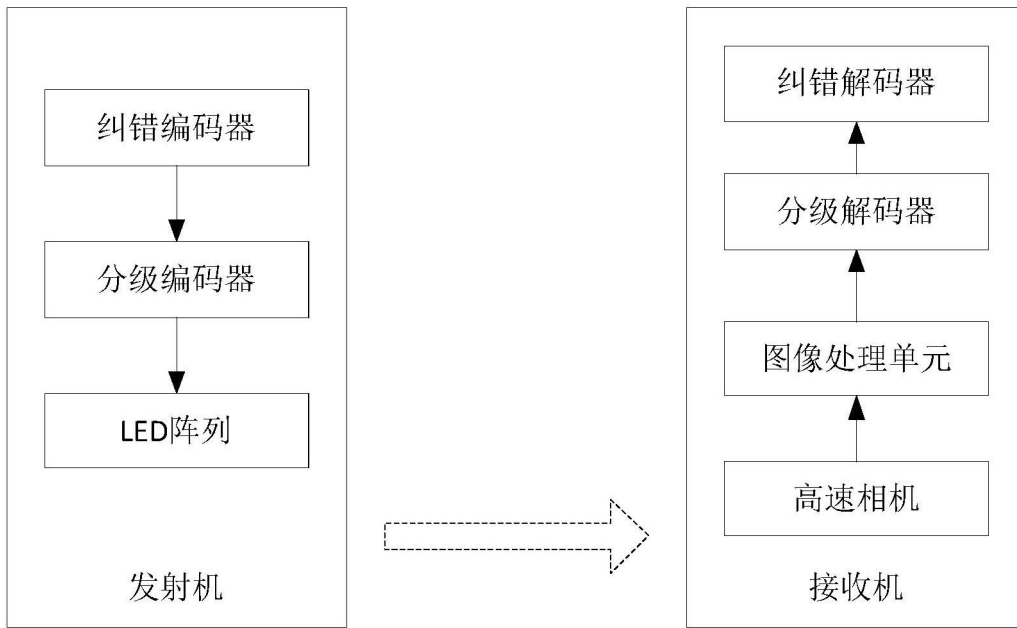 纠错编码器
分级编码器
LED阵列
发射机
纠错解码器
分级解码器
图像处理单元
高速相机
接收机